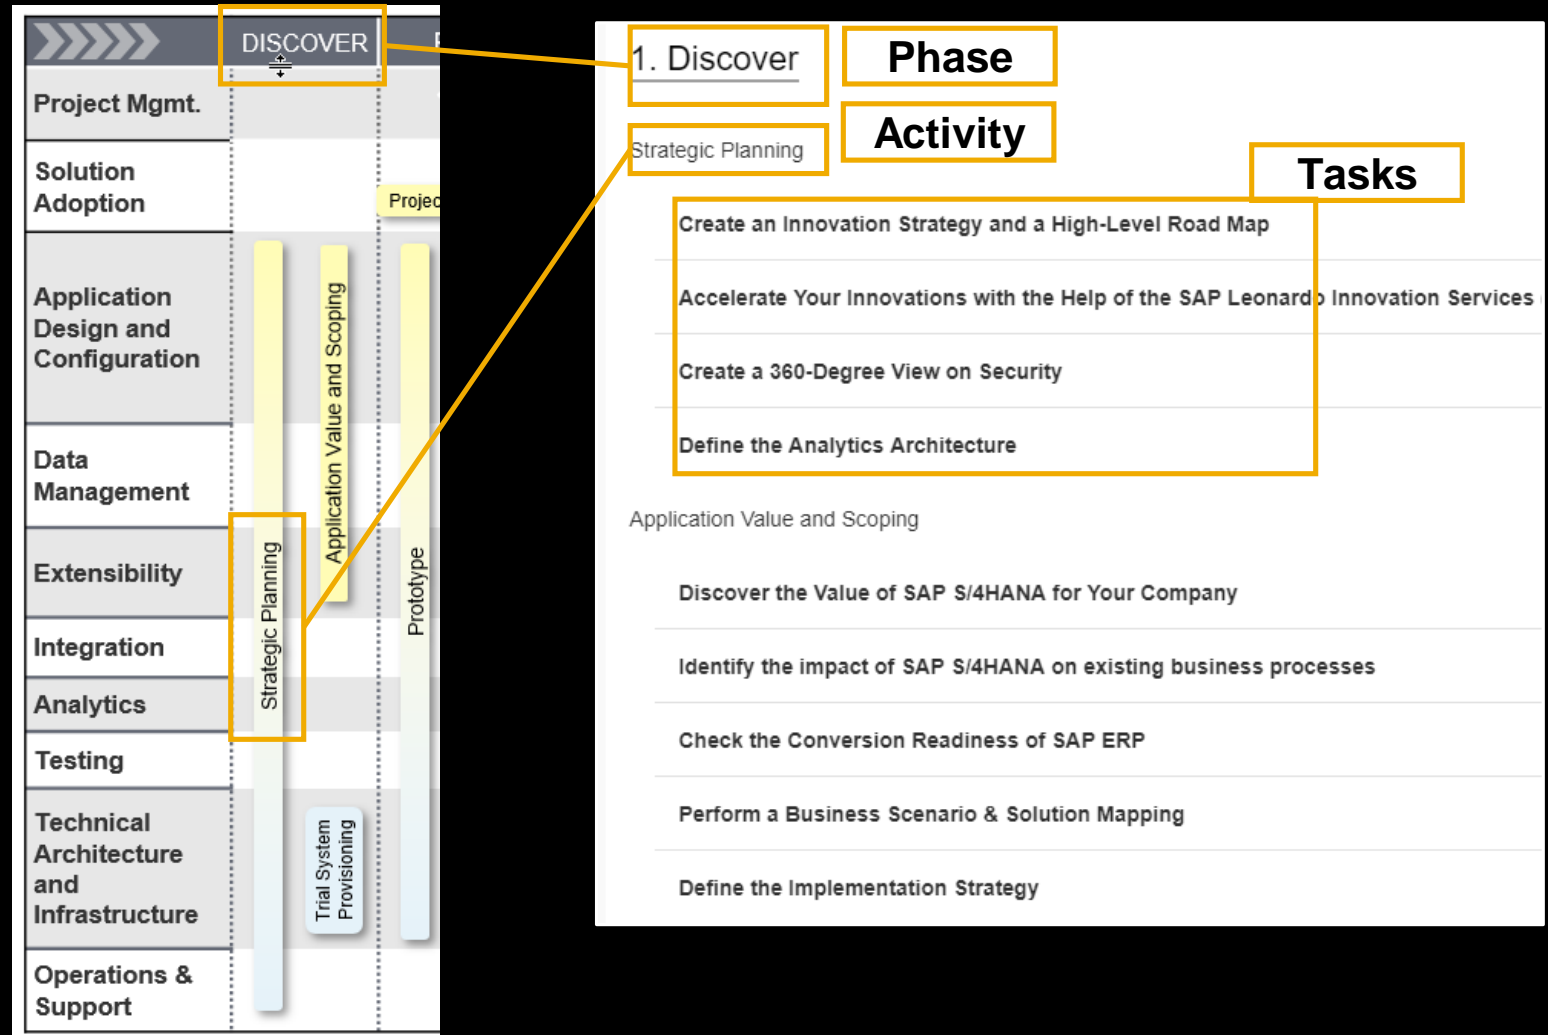 DISCOVER
Project Mgmt.
Solution
Adoption
Projec
Application
Design and
Configuration
Data
Management
Extensibility
Integration
Analytics
Testing
Technical
Architecture
and
Infrastructure
Operations &
Support
Strategic Planning
Application Value and Scoping
Trial System
Provisioning
Prototype
1. Discover
Phase
Strategic Planning
Activity
Tasks
Create an Innovation Strategy and a High-Level Road Map
Accelerate Your Innovations with the Help of the SAP Leonardo Innovation Services
Create a 360-Degree View on Security
Define the Analytics Architecture
Application Value and Scoping
Discover the Value of SAP S/4HANA for Your Company
Identify the impact of SAP S/4HANA on existing business processes
Check the Conversion Readiness of SAP ERP
Perform a Business Scenario & Solution Mapping
Define the Implementation Strategy